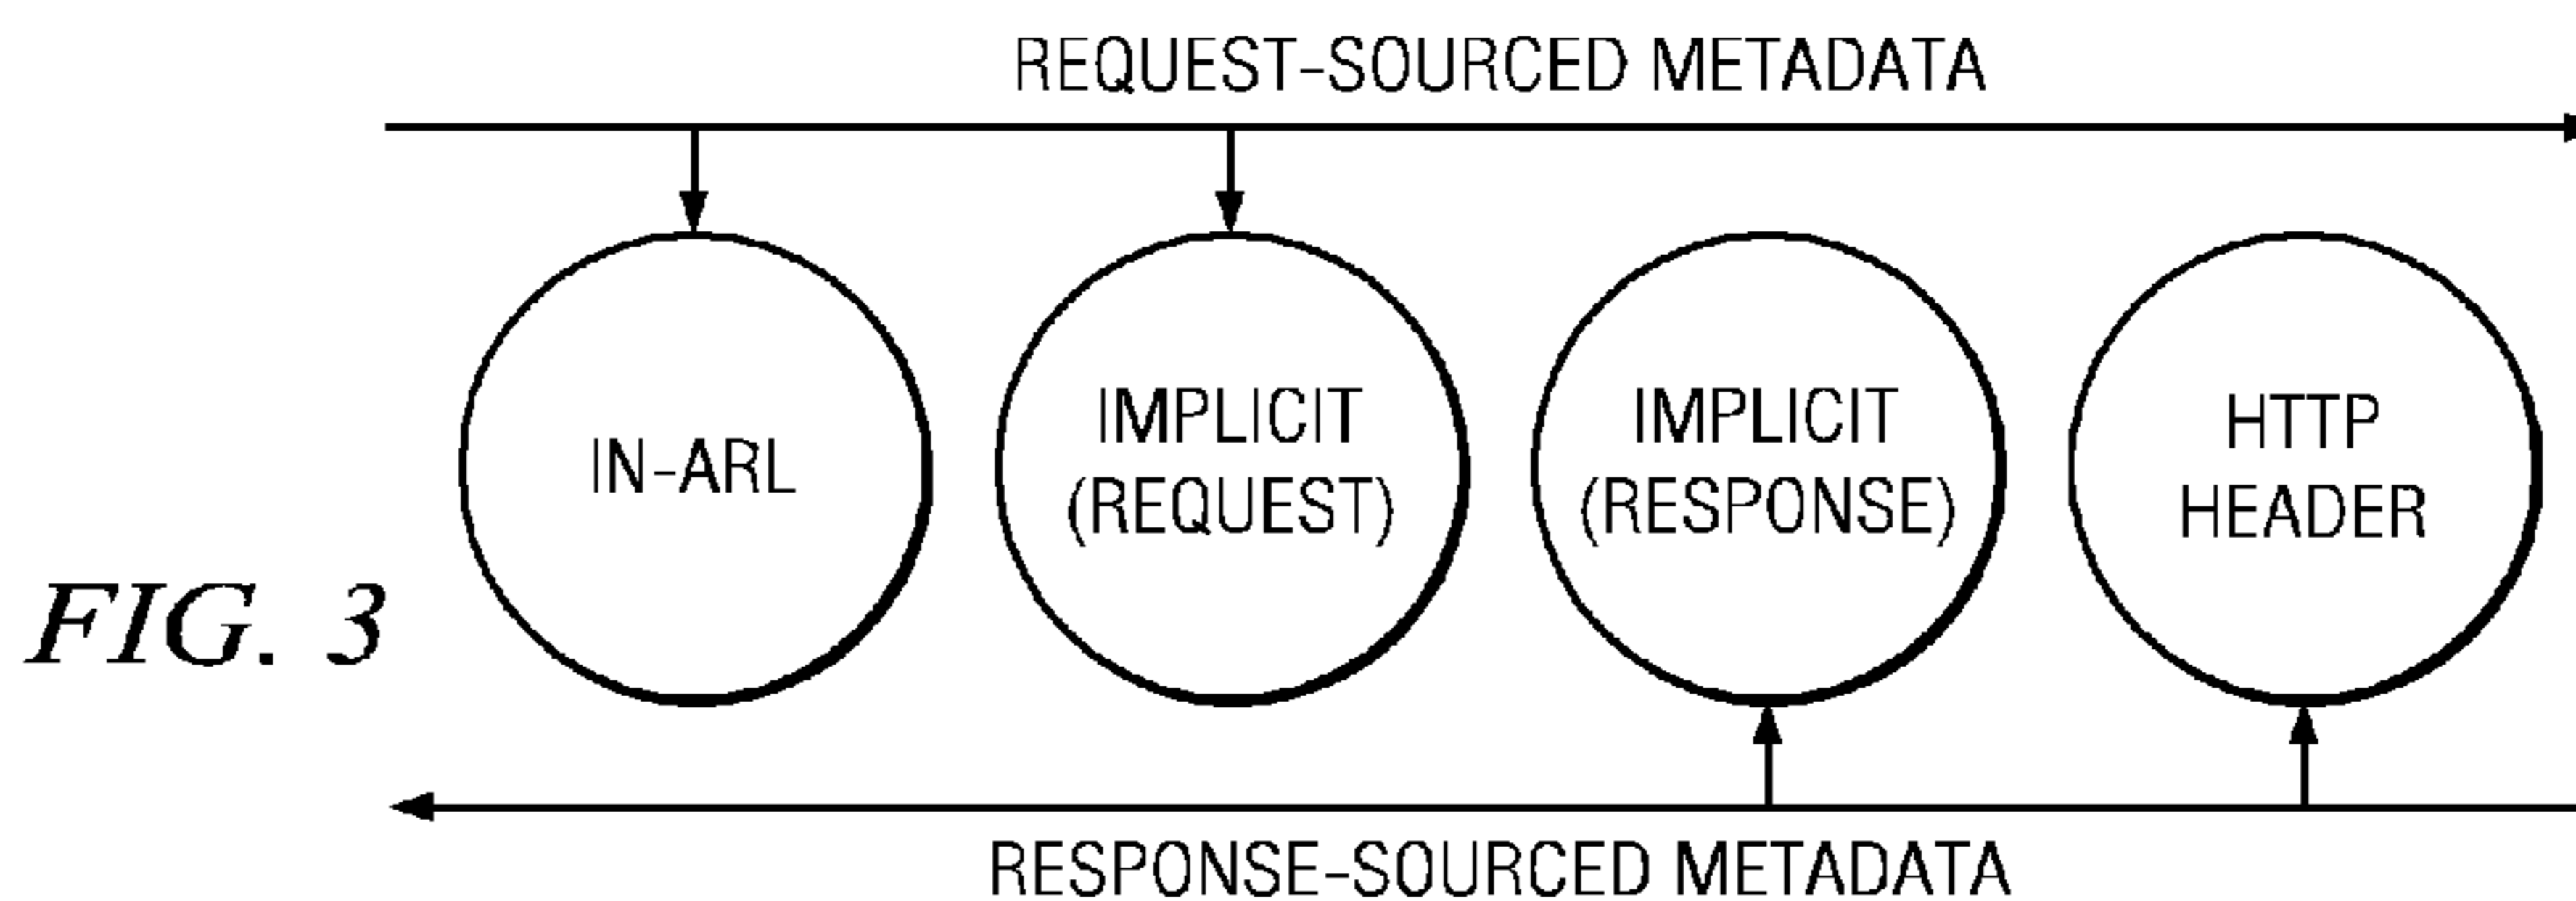 REQUEST-SOURCED METADATA
IN-ARL
IMPLICIT
(REQUEST)
IMPLICIT
(RESPONSE)
HTTP
HEADER
FIG. 3
RESPONSE-SOURCED METADATA